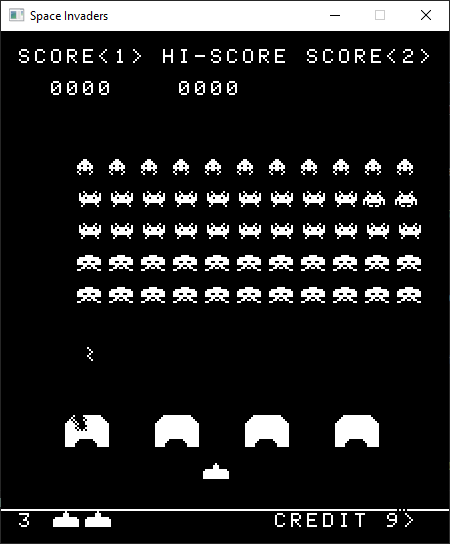 Space Invaders
SCORE<1> HI-SCORE SCORE<2>
0000 0000
3 CREDIT 9>